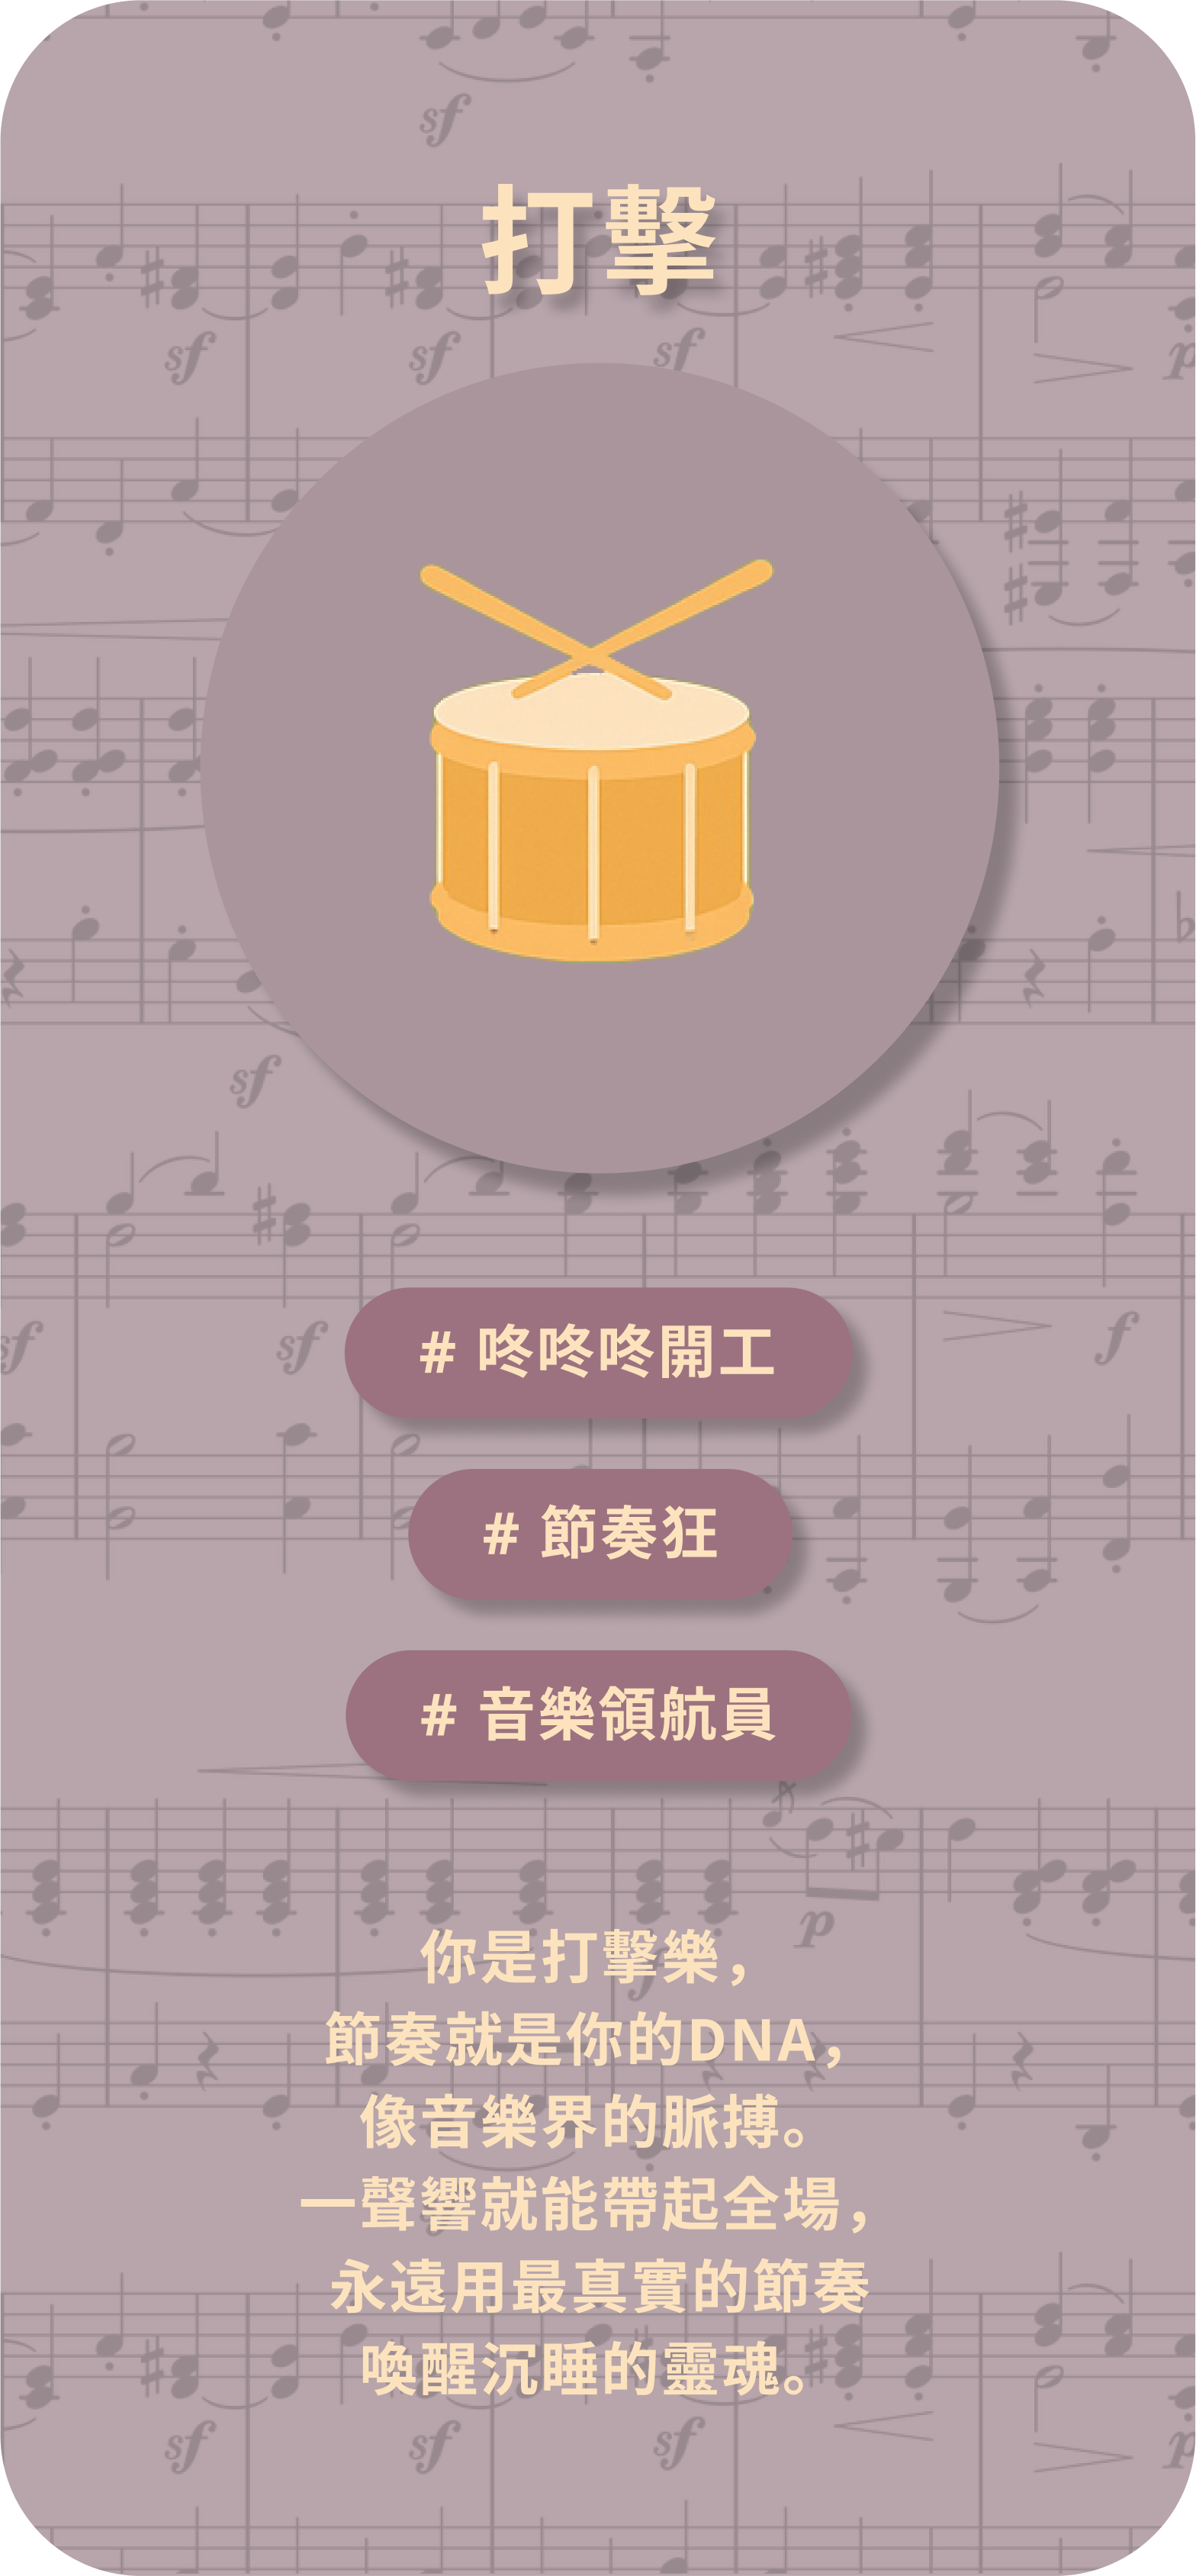 打擊
# 咚咚咚開工
# 節奏狂
# 音樂領航員
你是打擊樂，
節奏就是你的DNA，
像音樂界的脈搏。
一聲響就能帶起全場，
永遠用最真實的節奏
喚醒沉睡的靈魂。